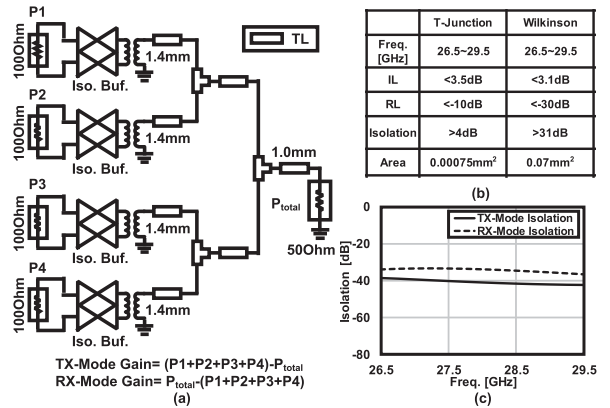 P1
100Ohm
Iso. Buf.
1.4mm
TL
P2
100Ohm
Iso. Buf.
1.4mm
1.0mm
P3
100Ohm
Iso. Buf.
1.4mm
Ptotal
50Ohm
P4
100Ohm
Iso. Buf.
1.4mm
TX-Mode Gain= (P1+P2+P3+P4)-Ptotal
RX-Mode Gain= Ptotal-(P1+P2+P3+P4)
(a)
T-Junction Wilkinson
Freq. [GHz] 26.5~29.5 26.5~29.5
IL <3.5dB <3.1dB
RL <-10dB <-30dB
Isolation >4dB >31dB
Area 0.00075mm² 0.07mm²
(b)
TX-Mode Isolation
RX-Mode Isolation
Isolation [dB]
0
-20
-40
-60
-80
26.5 27.5 28.5 29.5
Freq. [GHz]
(c)